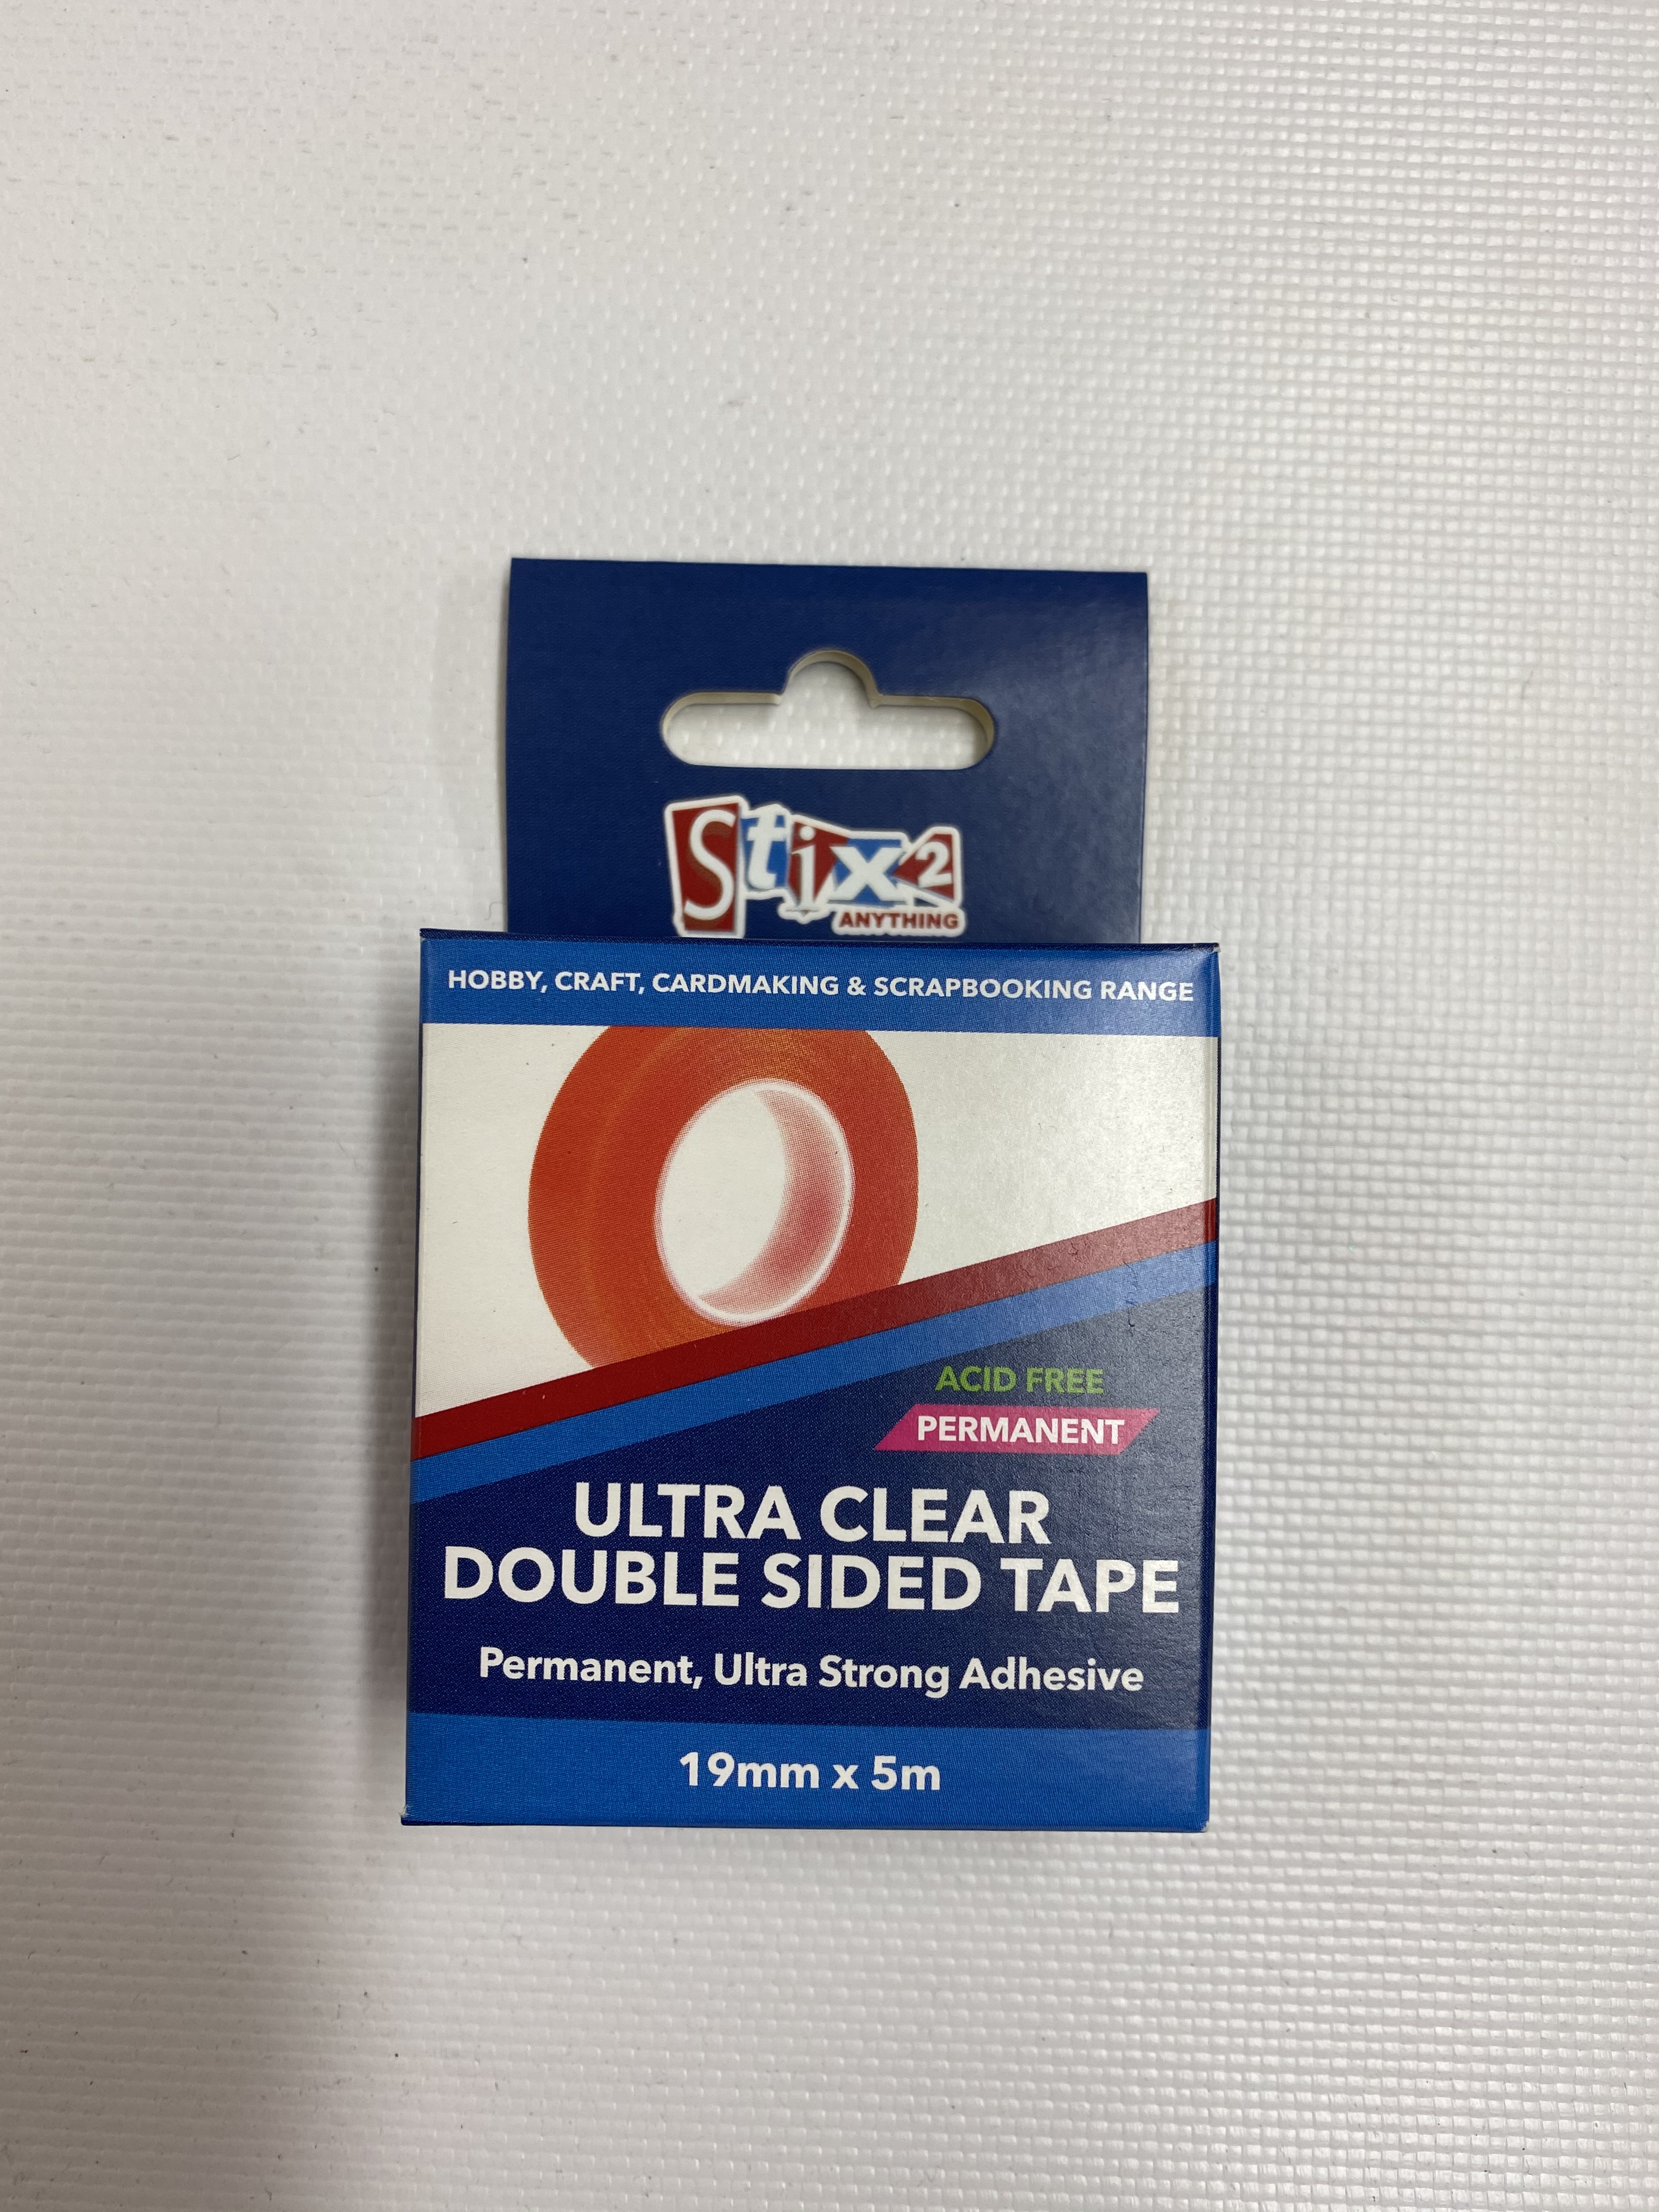 Stix2
ANYTHING
HOBBY, CRAFT, CARDMAKING & SCRAPBOOKING RANGE
ACID FREE
PERMANENT
ULTRA CLEAR
DOUBLE SIDED TAPE
Permanent, Ultra Strong Adhesive
19mm x 5m